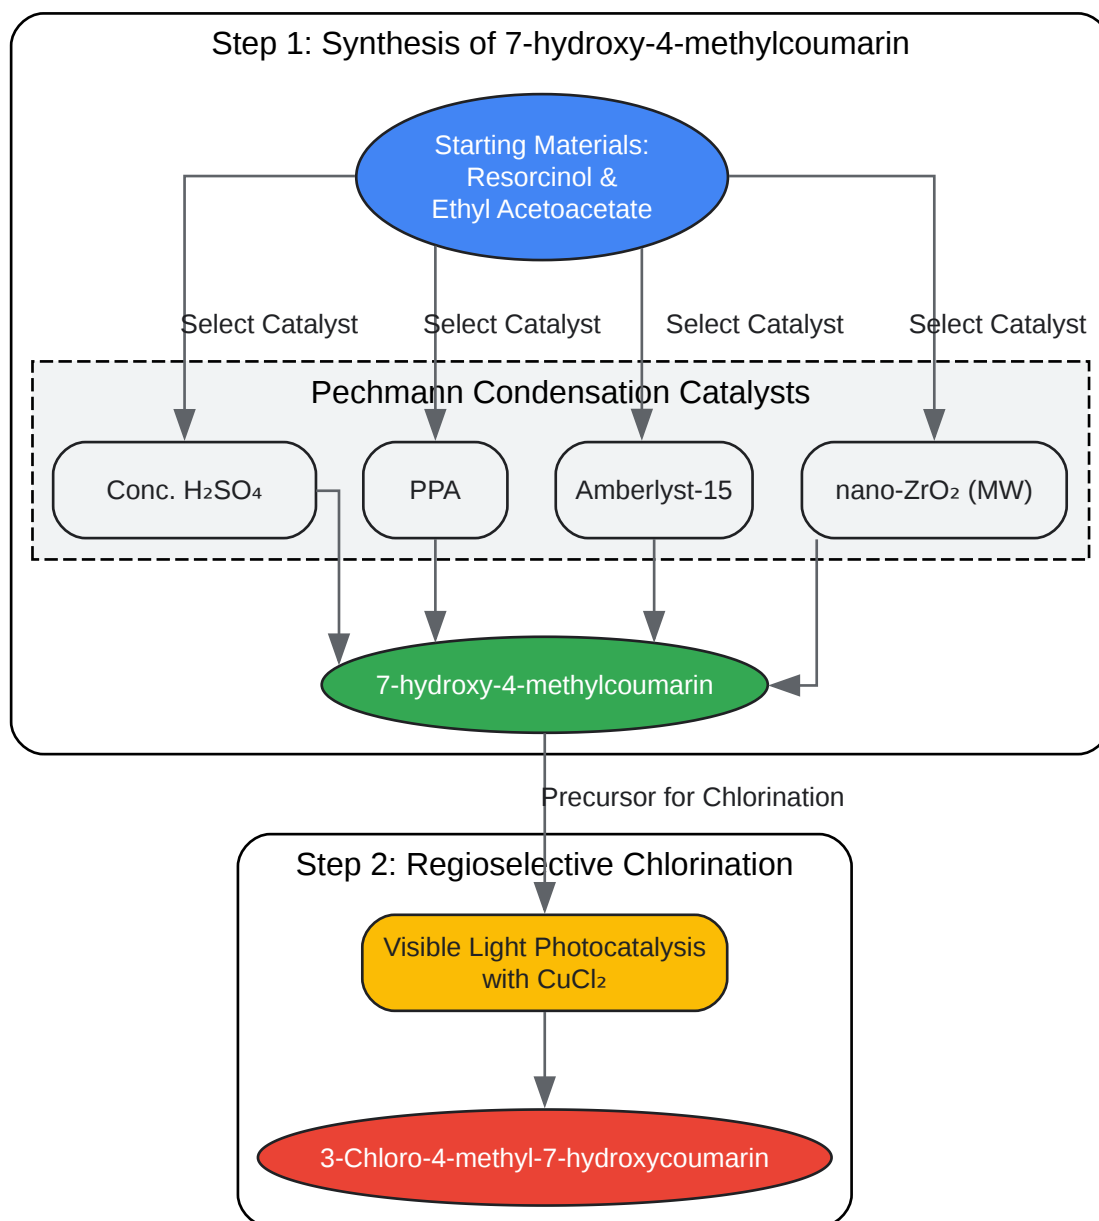 Step 1: Synthesis of 7-hydroxy-4-methylcoumarin
Starting Materials:
Resorcinol &
Ethyl Acetoacetate
Select Catalyst
Select Catalyst
Select Catalyst
Select Catalyst
Pechmann Condensation Catalysts
Conc. H₂SO₄
PPA
Amberlyst-15
nano-ZrO₂ (MW)
7-hydroxy-4-methylcoumarin
Precursor for Chlorination
Step 2: Regioselective Chlorination
Visible Light Photocatalysis
with CuCl₂
3-Chloro-4-methyl-7-hydroxycoumarin